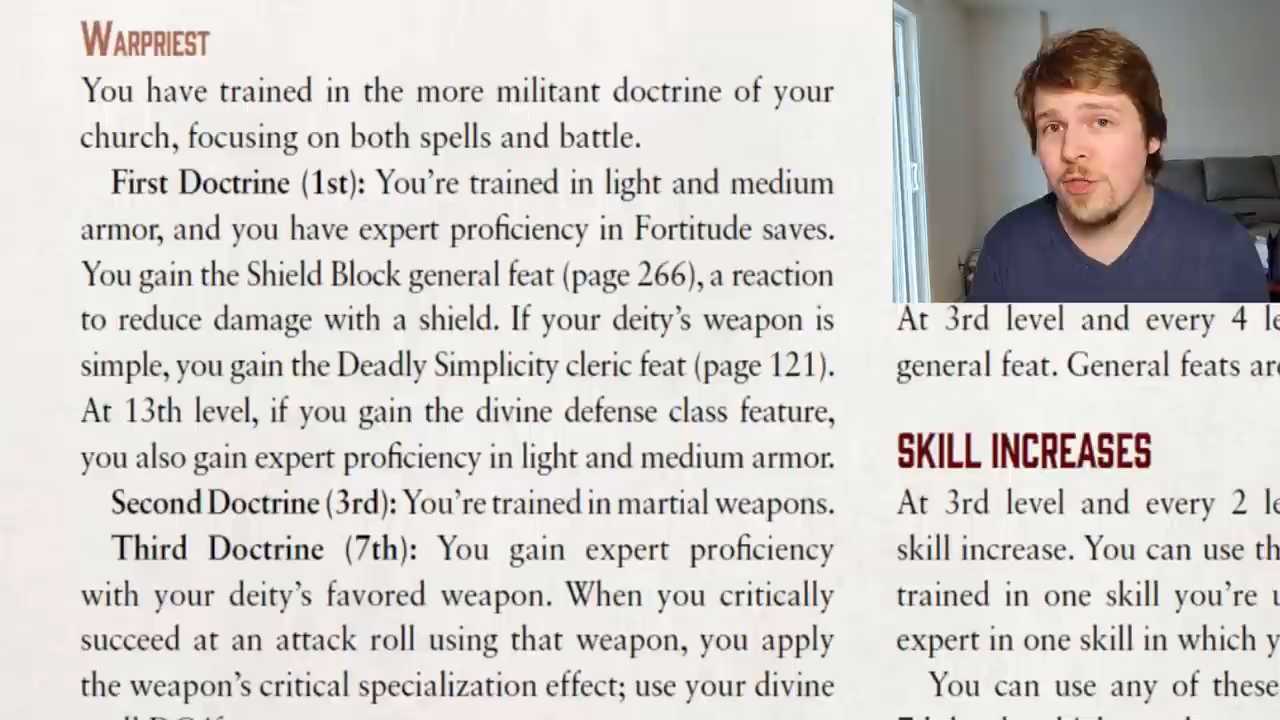 WARPRIEST
You have trained in the more militant doctrine of your
church, focusing on both spells and battle.
First Doctrine (1st): You’re trained in light and medium
armor, and you have expert proficiency in Fortitude saves.
You gain the Shield Block general feat (page 266), a reaction
to reduce damage with a shield. If your deity’s weapon is
simple, you gain the Deadly Simplicity cleric feat (page 121).
At 13th level, if you gain the divine defense class feature,
you also gain expert proficiency in light and medium armor.
Second Doctrine (3rd): You’re trained in martial weapons.
Third Doctrine (7th): You gain expert proficiency
with your deity’s favored weapon. When you critically
succeed at an attack roll using that weapon, you apply
the weapon’s critical specialization effect; use your divine
At 3rd level and every 4
general feat. General feats
SKILL INCREASES
At 3rd level and every 2
skill increase. You can use
trained in one skill you’re
expert in one skill in which
You can use any of these